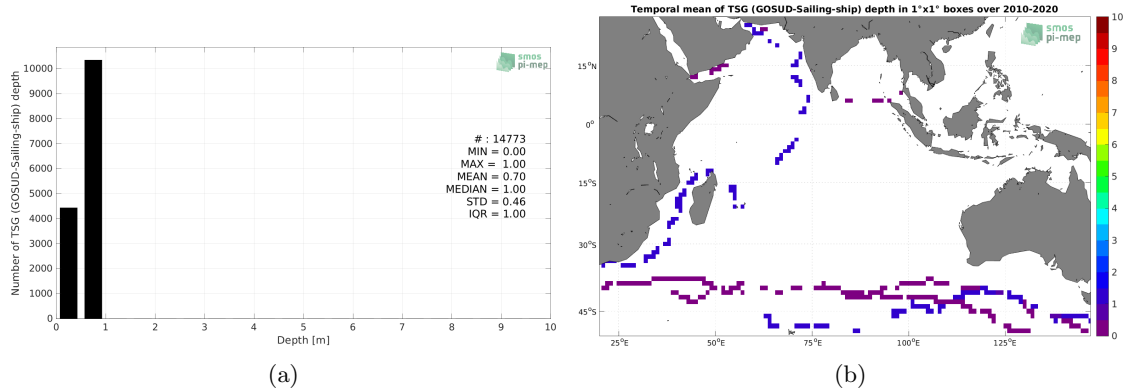 smos
pi-mep
Number of TSG (GOSUD-Sailing-ship) depth
10000
9000
8000
7000
6000
5000
4000
3000
2000
1000
0
# : 14773
MIN = 0.00
MAX = 1.00
MEAN = 0.70
MEDIAN = 1.00
STD = 0.46
IQR = 1.00
0 1 2 3 4 5 6 7 8 9 10
Depth [m]
(a)
Temporal mean of TSG (GOSUD-Sailing-ship) depth in 1°x1° boxes over 2010-2020
smos
pi-mep
15°N
0°
15°S
30°S
45°S
25°E 50°E 75°E 100°E 125°E
10
9
8
7
6
5
4
3
2
1
0
(b)